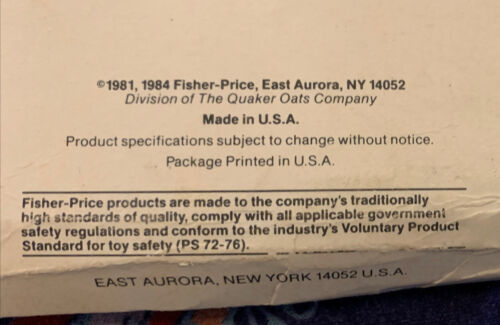 ©1981, 1984 Fisher-Price, East Aurora, NY 14052
Division of The Quaker Oats Company
Made in U.S.A.
Product specifications subject to change without notice.
Package Printed in U.S.A.
Fisher-Price products are made to the company's traditionally
high standards of quality, comply with all applicable government
safety regulations and conform to the industry's Voluntary Product
Standard for toy safety (PS 72-76).
EAST AURORA, NEW YORK 14052 U.S.A.